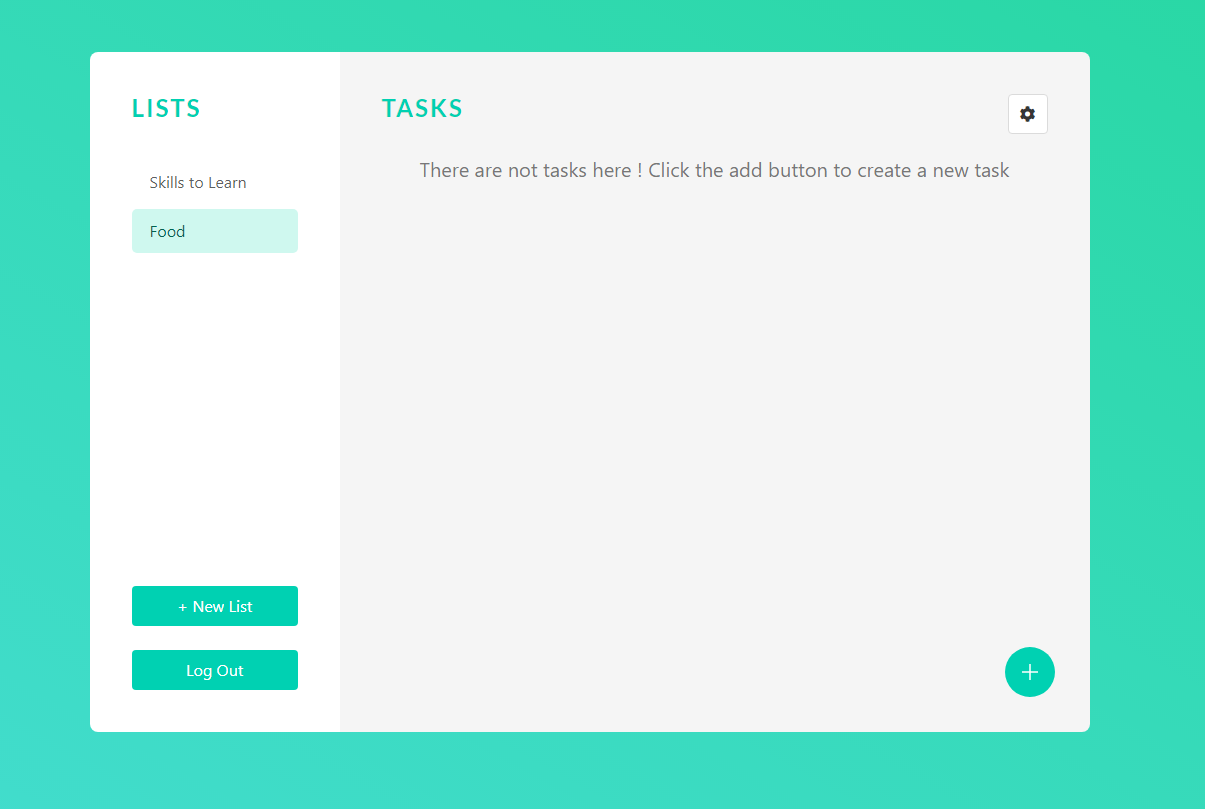 LISTS
Skills to Learn
Food
+ New List
Log Out
TASKS
There are not tasks here ! Click the add button to create a new task
+